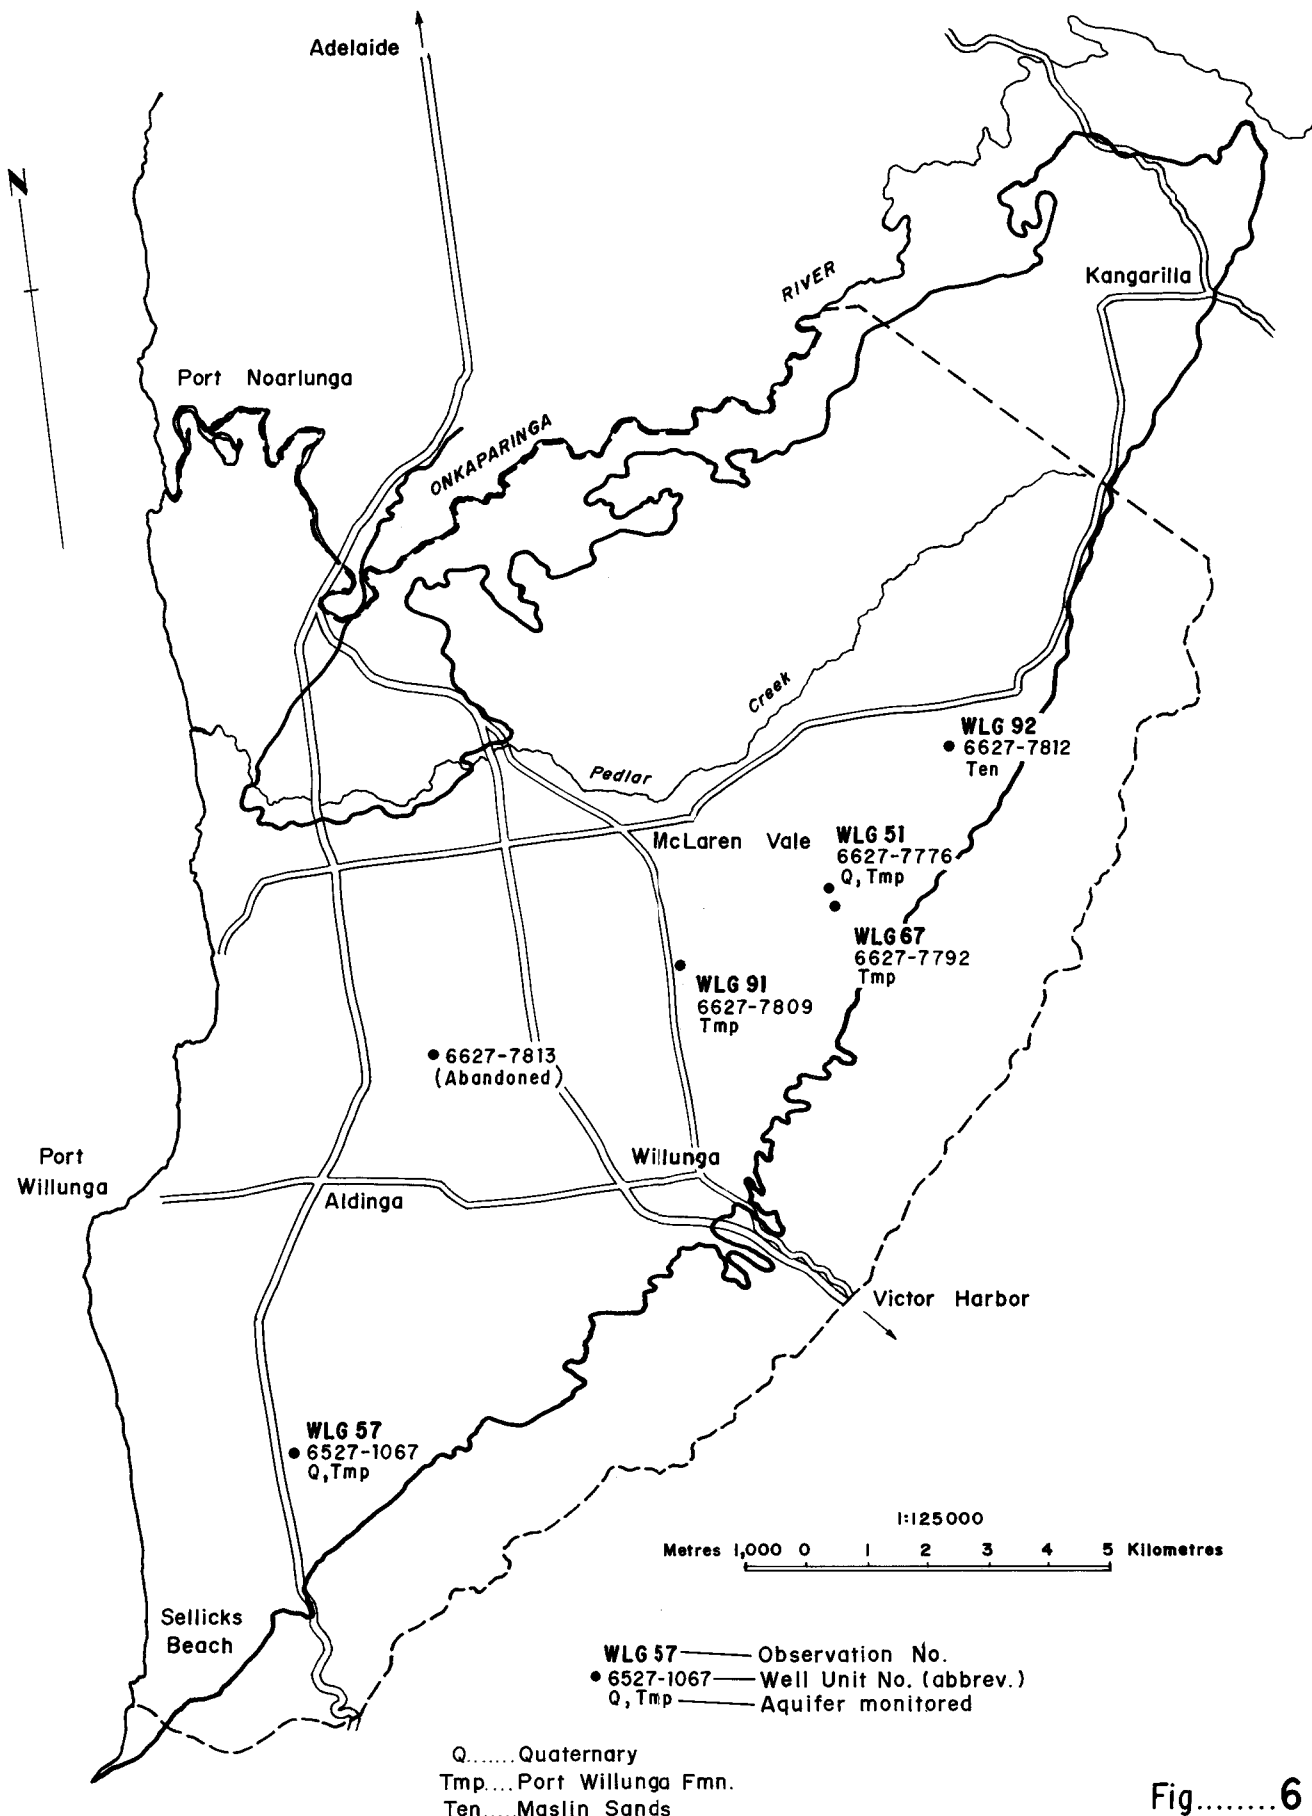 Adelaide
N
RIVER
Kangarilla
Port Noarlunga
ONKAPARINGA
Creek
WLG 92
6627-7812
Ten
Pedlar
McLaren Vale
WLG 51
6627-7776
Q, Tmp
WLG 67
6627-7792
Tmp
WLG 91
6627-7809
Tmp
6627-7813
(Abandoned)
Port
Willunga
Willunga
Aldinga
Victor Harbor
WLG 57
6527-1067
Q, Tmp
1:125000
Metres 1,000 0 1 2 3 4 5 Kilometres
Sellicks
Beach
WLG 57 Observation No.
6527-1067 Well Unit No. (abbrev.)
Q, Tmp Aquifer monitored
Q....... Quaternary
Tmp.... Port Willunga Fmn.
Ten..... Maslin Sands
Fig........6